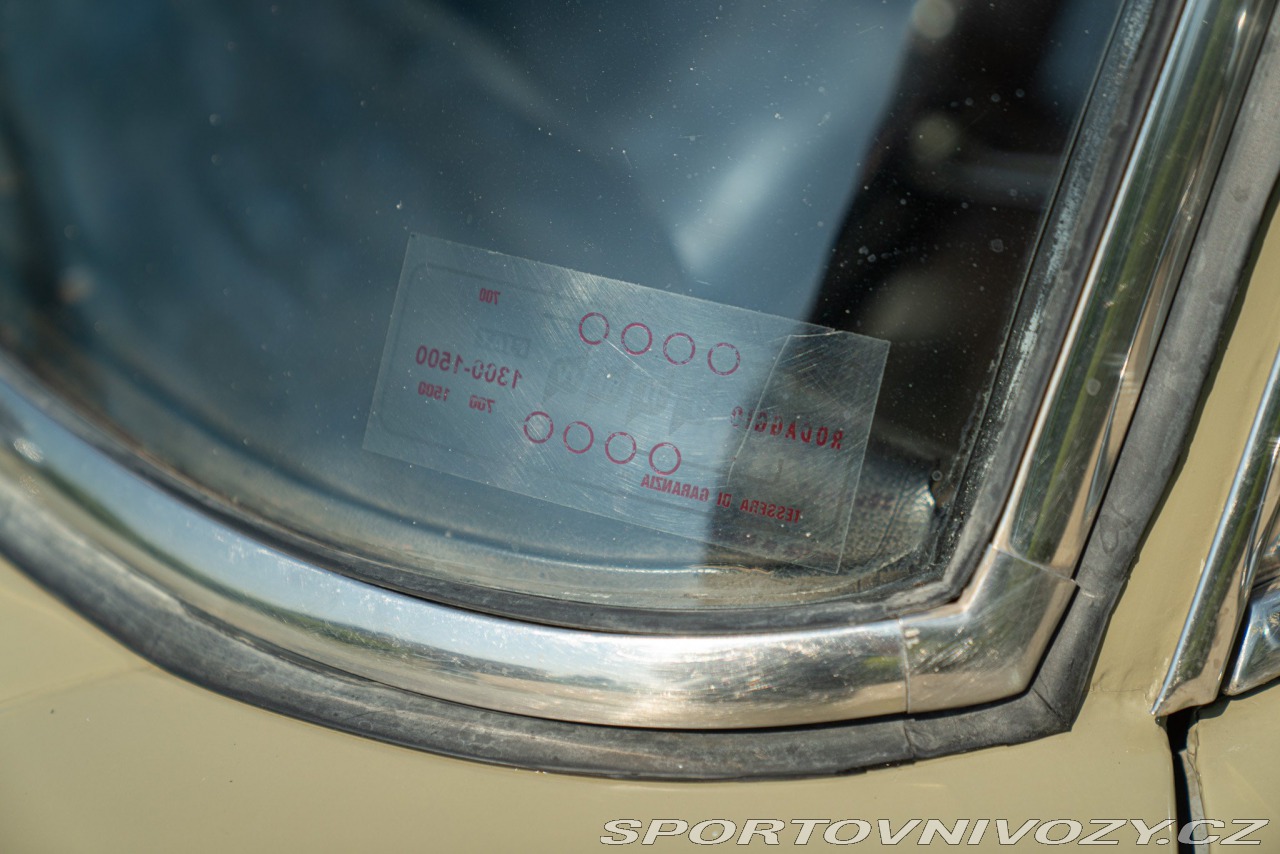 700
1300-1500
700 1500
RODAGGIO
TESSERA DI GARANZIA
SPORTOVNIVOZY.CZ